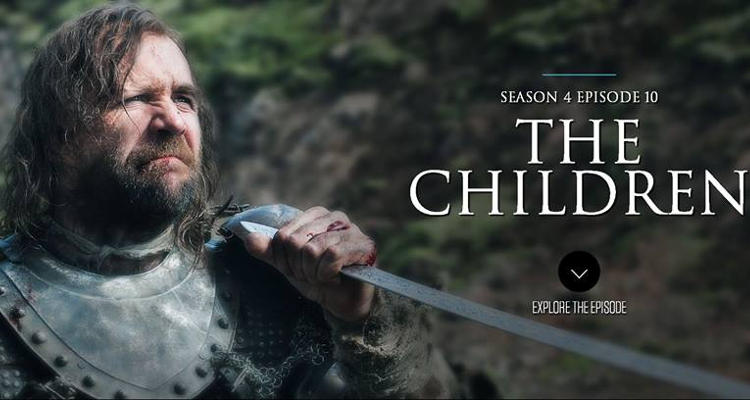 SEASON 4 EPISODE 10
THE
CHILDREN
EXPLORE THE EPISODE